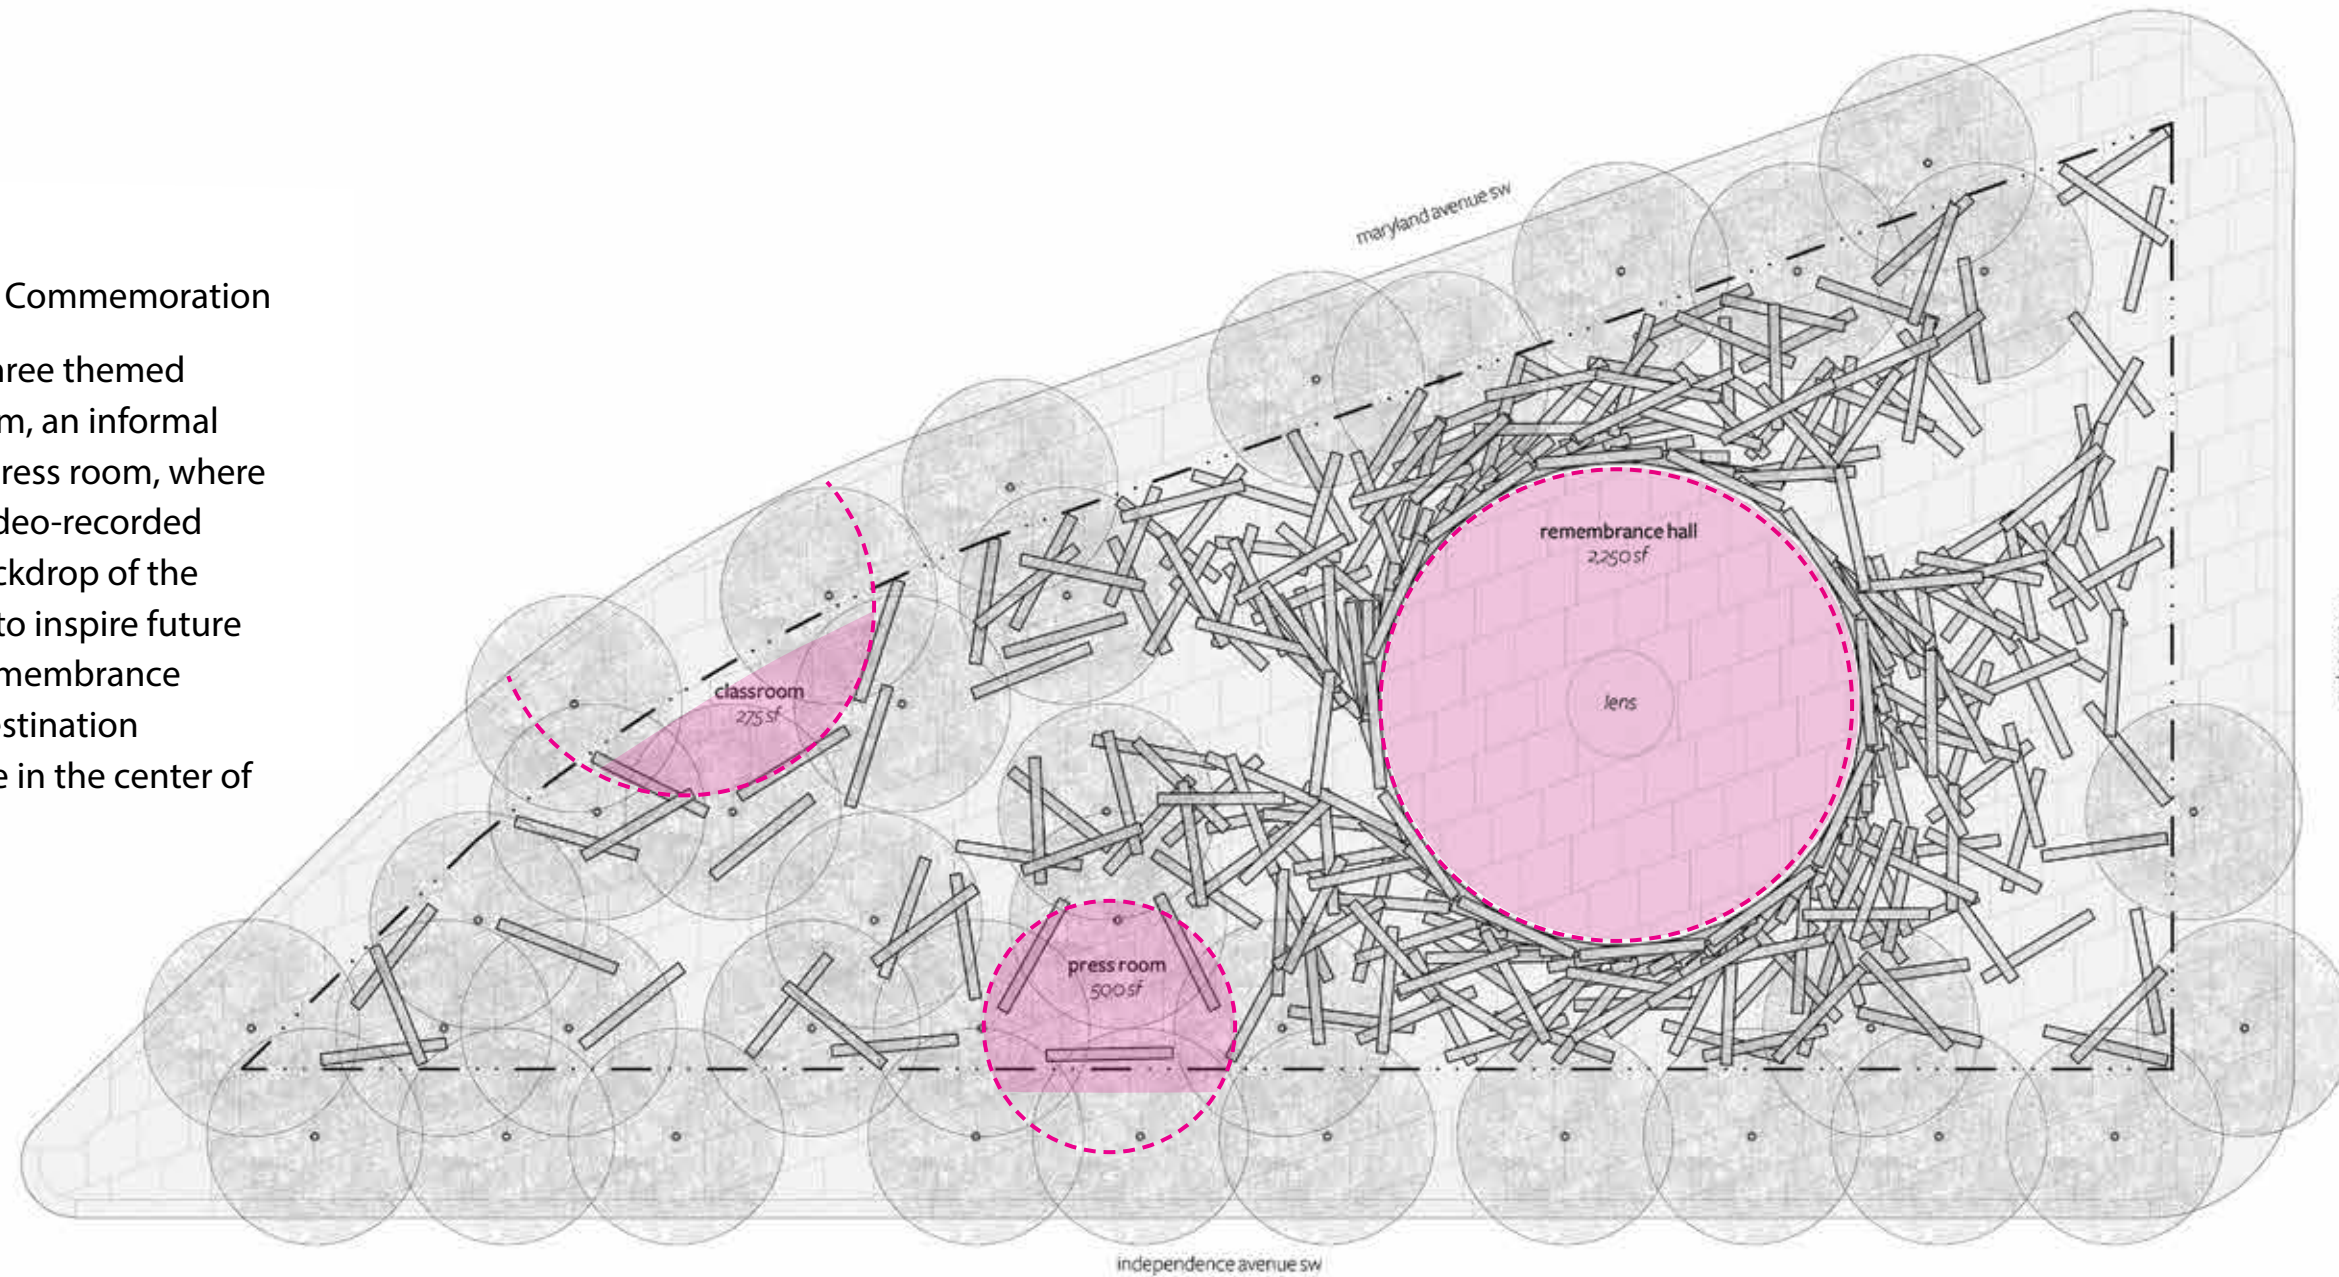 Commemoration
hree themed
m, an informal
ress room, where
deo-recorded
ckdrop of the
to inspire future
membrance
estination
e in the center of
maryland avenue sw
remembrance hall
2,250 sf
lens
classroom
275 sf
press room
500 sf
independence avenue sw